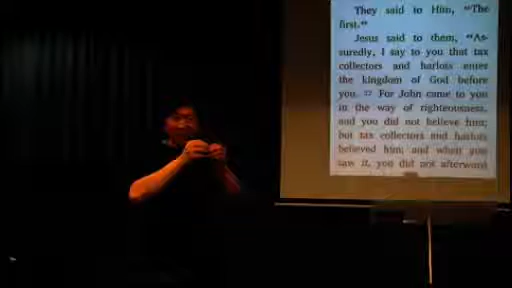 They said to Him, "The
first."
Jesus said to them, "As-
suredly, I say to you that tax
collectors and harlots enter
the kingdom of God before
you. 32 For John came to you
in the way of righteousness,
and you did not believe him;
but tax collectors and harlots
believed him; and when you
saw it, you did not afterward